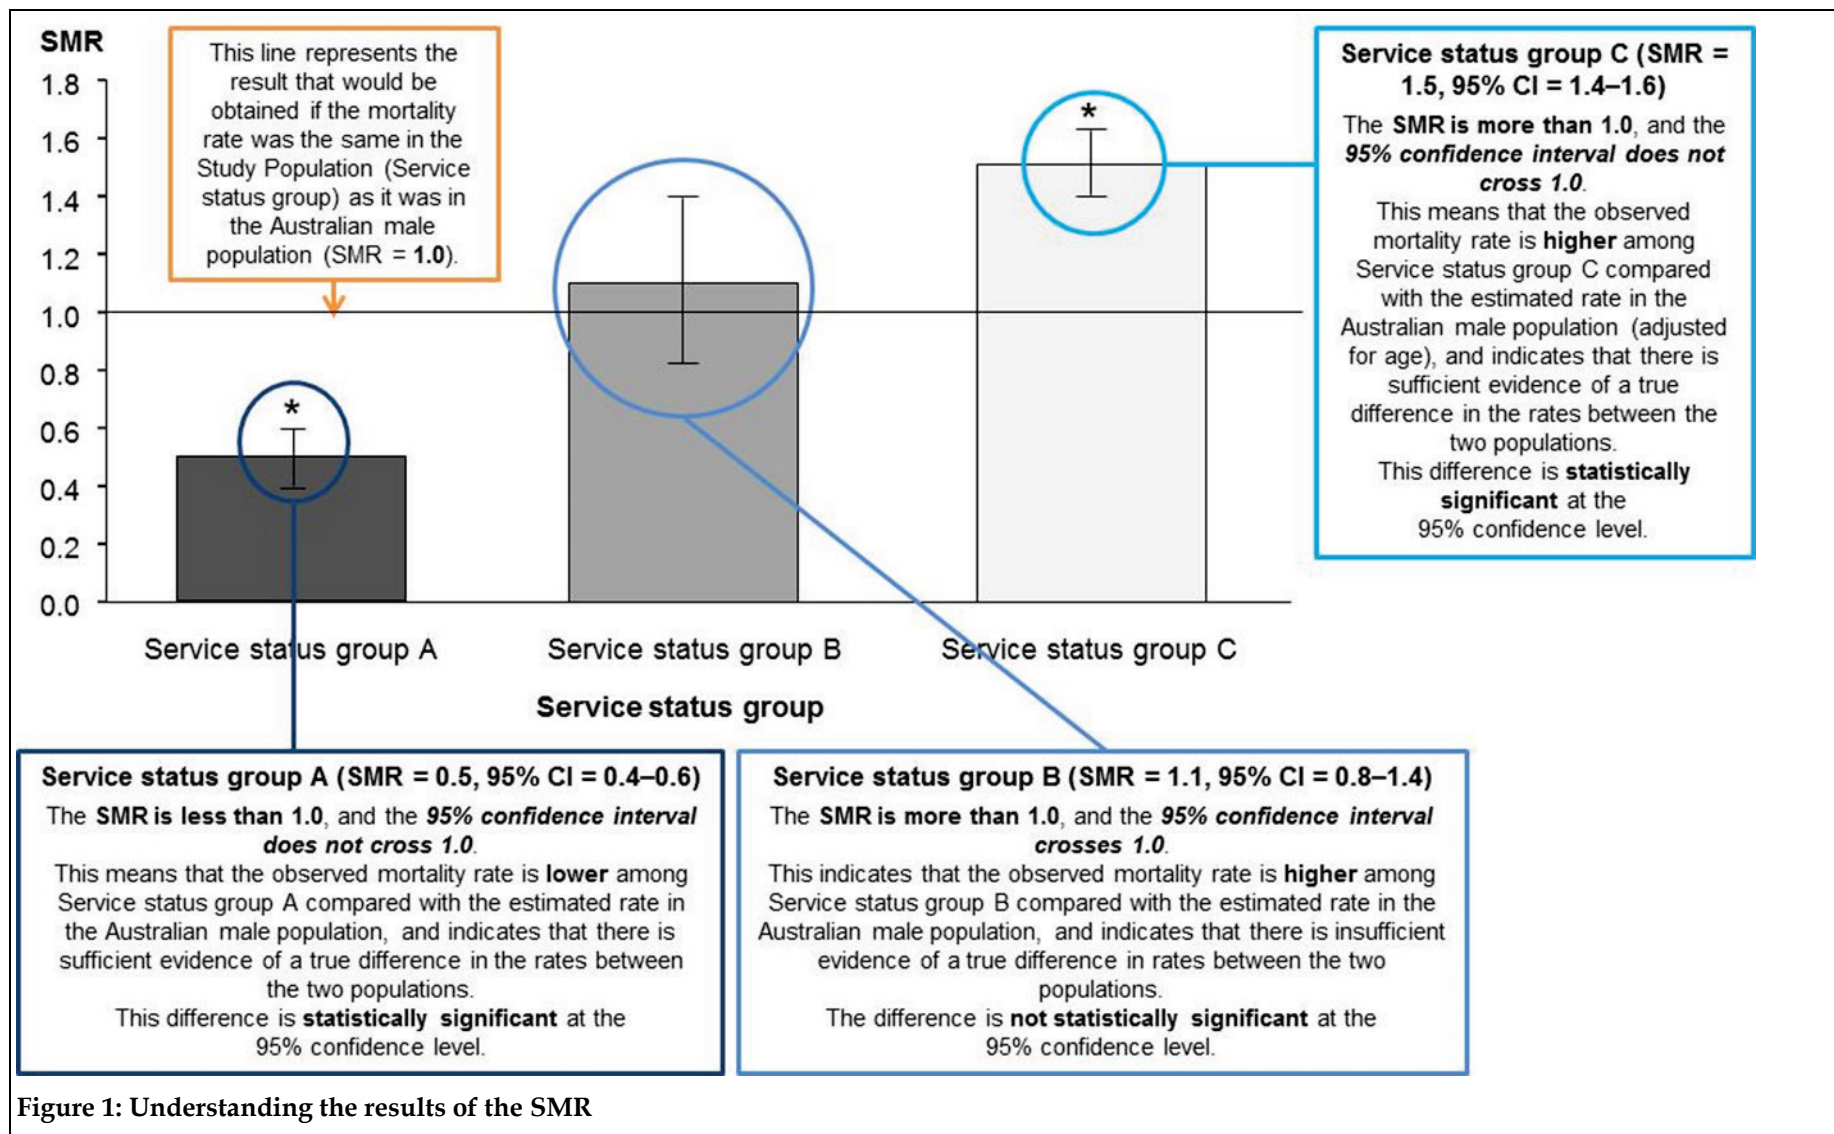 SMR
1.8
1.6
1.4
1.2
1.0
0.8
0.6
0.4
0.2
0.0
This line represents the
result that would be
obtained if the mortality
rate was the same in the
Study Population (Service
status group) as it was in
the Australian male
population (SMR = 1.0).
*
*
Service status group A
Service status group B
Service status group C
Service status group
Service status group C (SMR =
1.5, 95% CI = 1.4–1.6)
The SMR is more than 1.0, and the
95% confidence interval does not
cross 1.0.
This means that the observed
mortality rate is higher among
Service status group C compared
with the estimated rate in the
Australian male population (adjusted
for age), and indicates that there is
sufficient evidence of a true
difference in the rates between the
two populations.
This difference is statistically
significant at the
95% confidence level.
Service status group A (SMR = 0.5, 95% CI = 0.4–0.6)
The SMR is less than 1.0, and the 95% confidence interval
does not cross 1.0.
This means that the observed mortality rate is lower among
Service status group A compared with the estimated rate in
the Australian male population, and indicates that there is
sufficient evidence of a true difference in the rates between
the two populations.
This difference is statistically significant at the
95% confidence level.
Service status group B (SMR = 1.1, 95% CI = 0.8–1.4)
The SMR is more than 1.0, and the 95% confidence interval
crosses 1.0.
This indicates that the observed mortality rate is higher among
Service status group B compared with the estimated rate in the
Australian male population, and indicates that there is insufficient
evidence of a true difference in rates between the two
populations.
The difference is not statistically significant at the
95% confidence level.
Figure 1: Understanding the results of the SMR